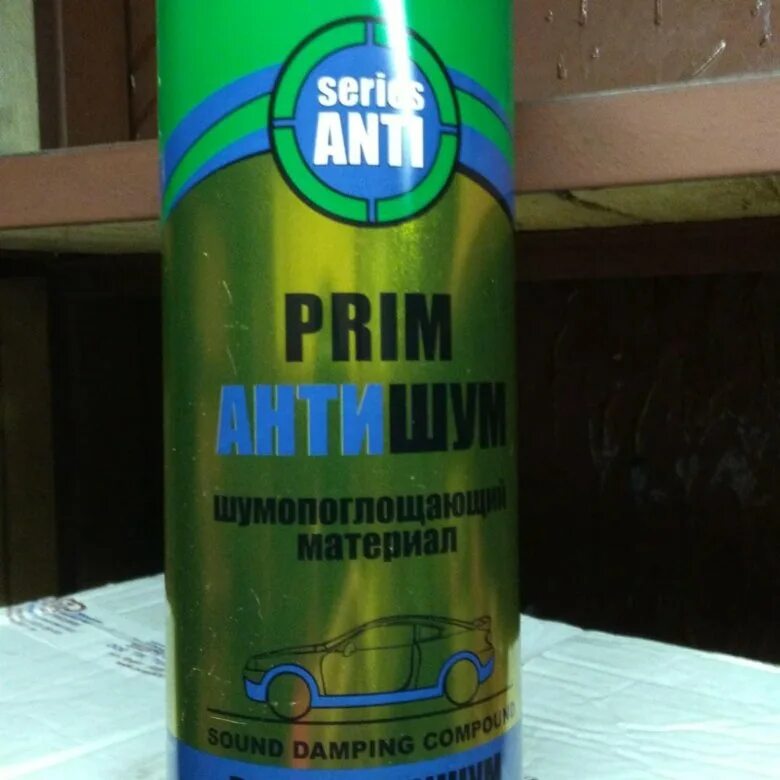 series
ANTI
PRIM
АНТИШУМ
шумопоглощающий
материал
SOUND DAMPING COMPOUND